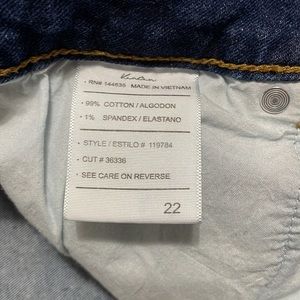 • RN# 144635 MADE IN VIETNAM
• 99% COTTON / ALGODON
• 1% SPANDEX / ELASTANO
• STYLE / ESTILO # 119784
• CUT # 36336
• SEE CARE ON REVERSE
22